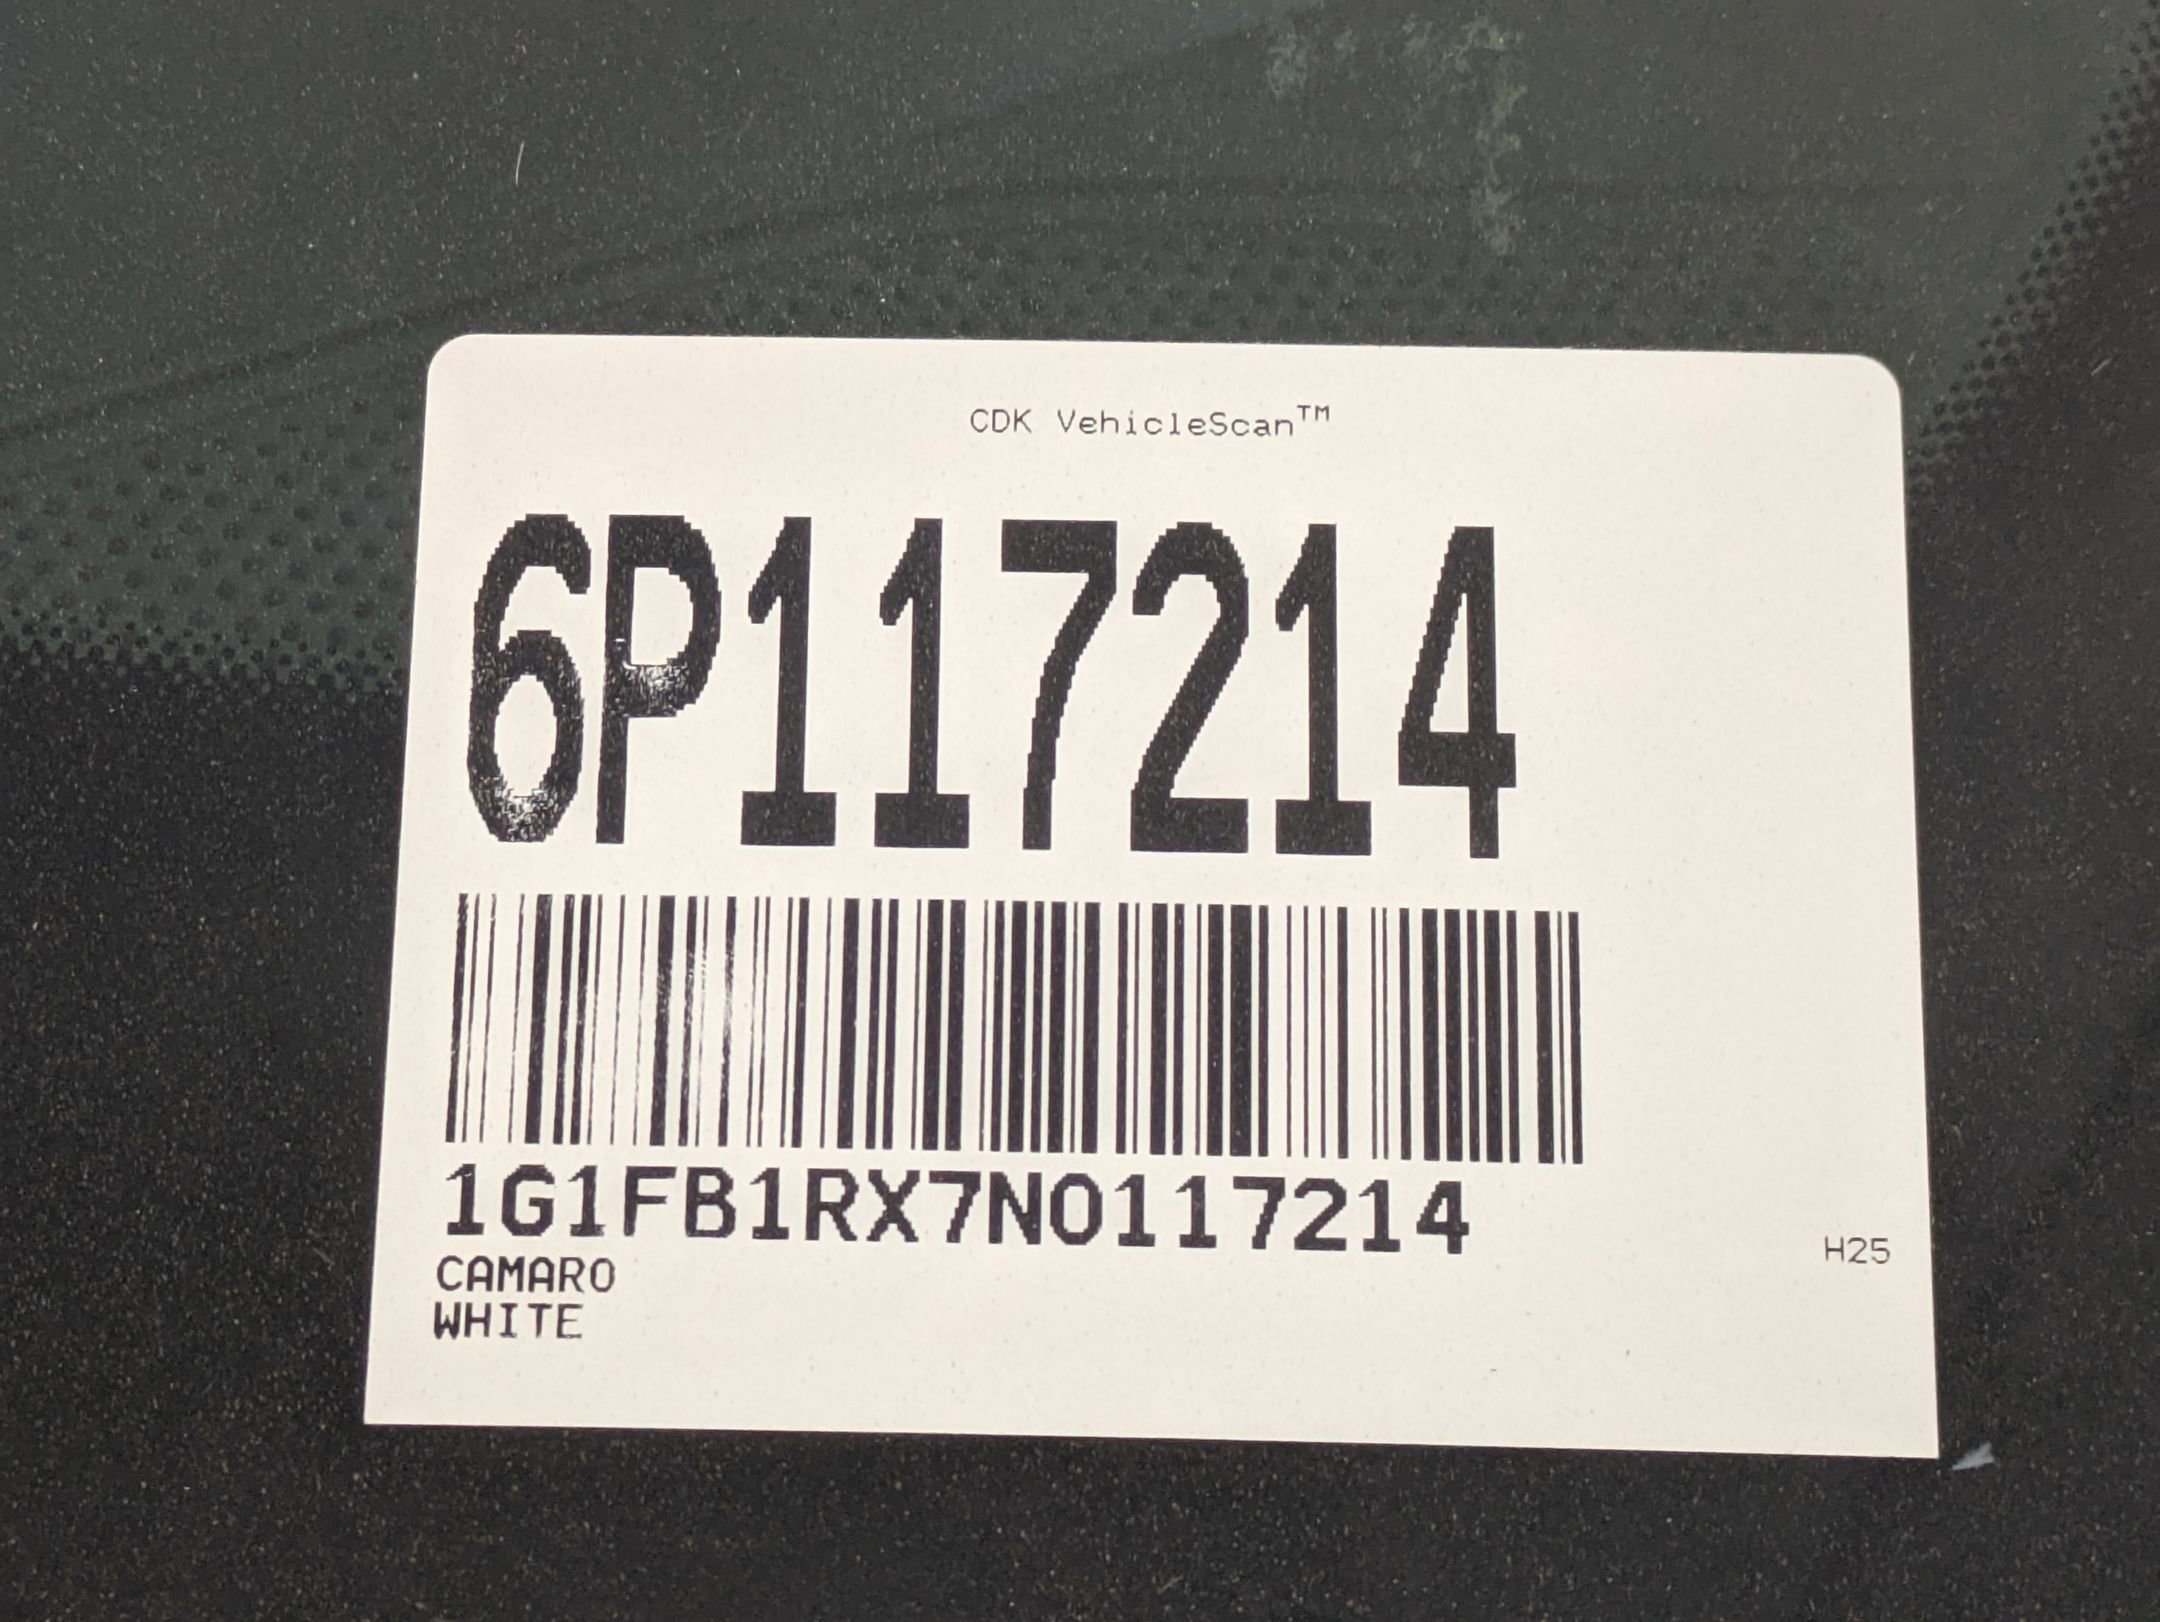 CDK VehicleScan™
6P117214
1G1FB1RX7N0117214
CAMARO
WHITE
H25